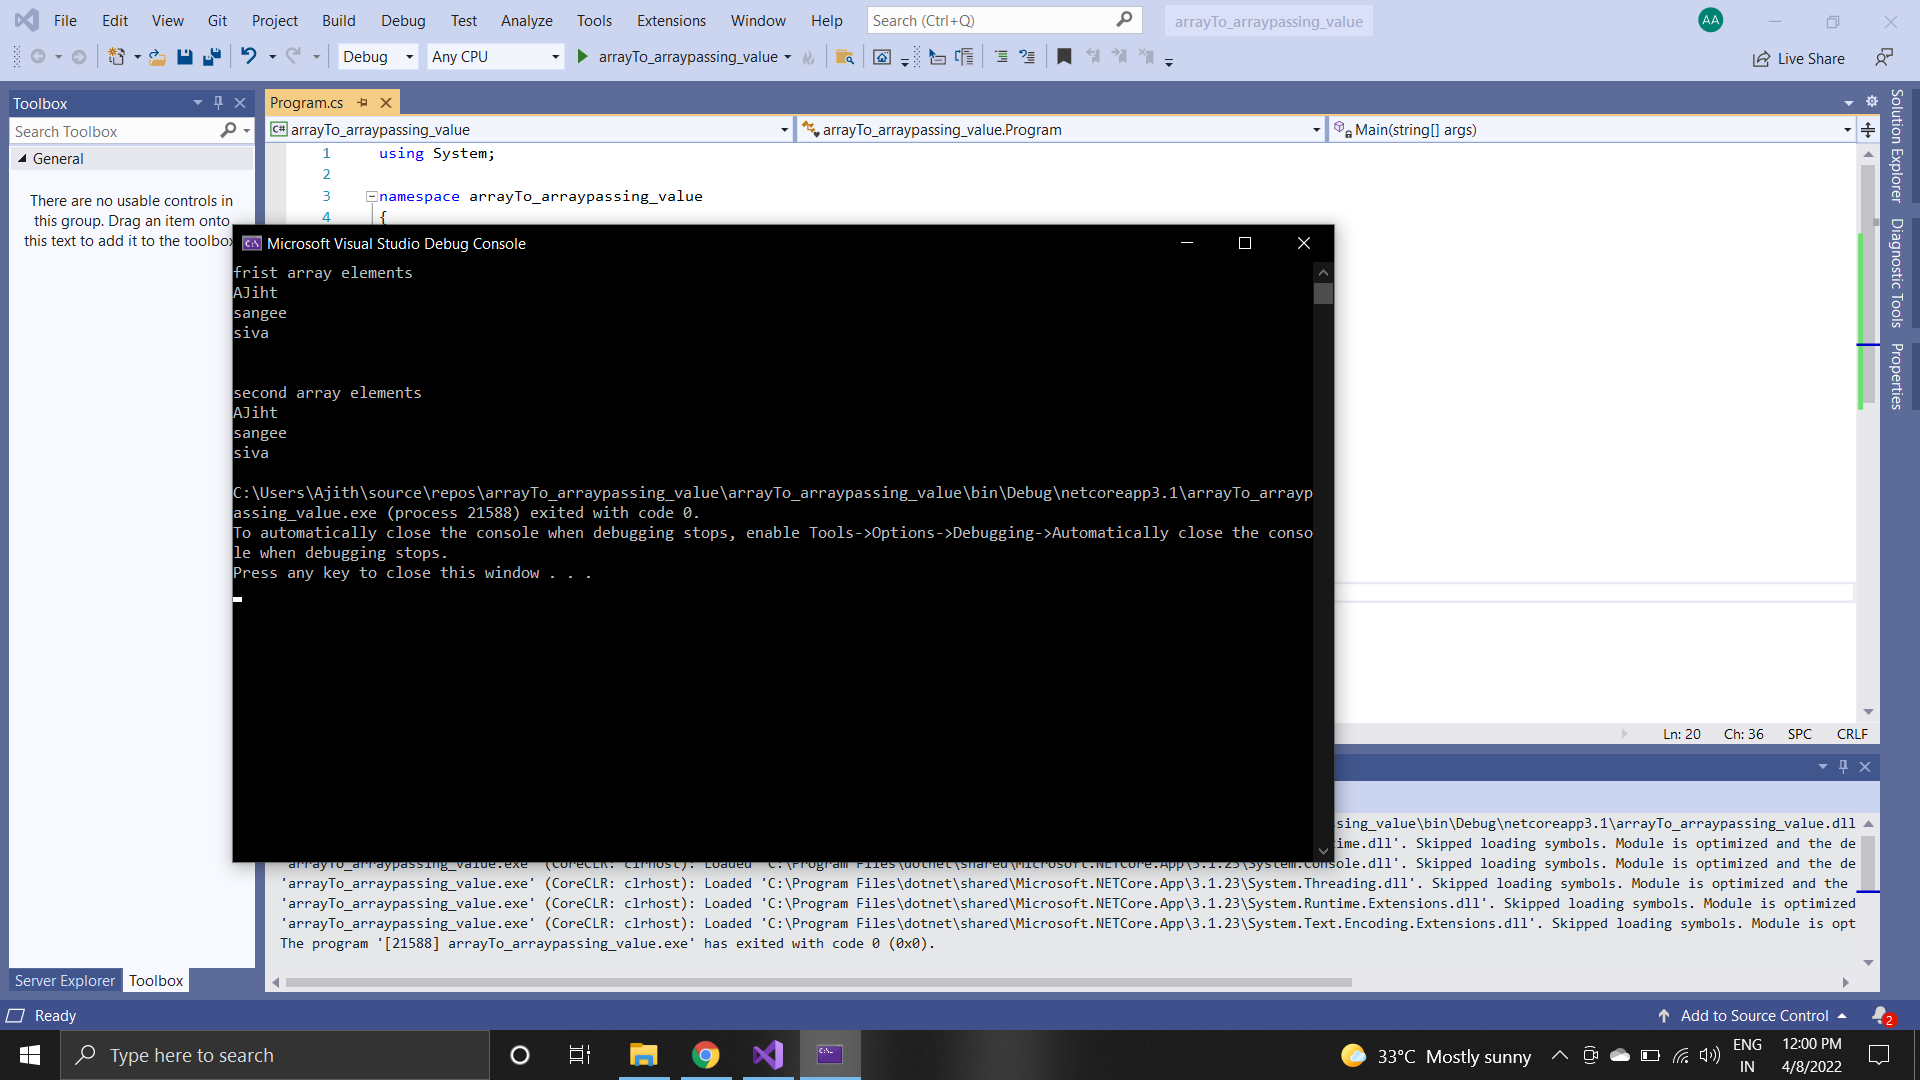 File Edit View Git Project Build Debug Test Analyze Tools Extensions Window Help Search (Ctrl+Q) arrayTo_arraypassing_value AA
Debug Any CPU arrayTo_arraypassing_value Live Share
Toolbox
Search Toolbox
General
There are no usable controls in
this group. Drag an item onto
this text to add it to the toolbox
Program.cs
C# arrayTo_arraypassing_value arrayTo_arraypassing_value.Program Main(string[] args)
1 using System;
2
3 namespace arrayTo_arraypassing_value
4 {
Microsoft Visual Studio Debug Console
frist array elements
AJiht
sangee
siva
second array elements
AJiht
sangee
siva
C:\Users\Ajith\source\repos\arrayTo_arraypassing_value\arrayTo_arraypassing_value\bin\Debug\netcoreapp3.1\arrayTo_arrayp
assing_value.exe (process 21588) exited with code 0.
To automatically close the console when debugging stops, enable Tools->Options->Debugging->Automatically close the conso
le when debugging stops.
Press any key to close this window . . .
Solution Explorer
Diagnostic Tools
Properties
Ln: 20 Ch: 36 SPC CRLF
sing_value\bin\Debug\netcoreapp3.1\arrayTo_arraypassing_value.dll
time.dll'. Skipped loading symbols. Module is optimized and the de
'arrayTo_arraypassing_value.exe' (CoreCLR: clrhost): Loaded 'C:\Program Files\dotnet\shared\Microsoft.NETCore.App\3.1.23\System.Console.dll'. Skipped loading symbols. Module is optimized and the de
'arrayTo_arraypassing_value.exe' (CoreCLR: clrhost): Loaded 'C:\Program Files\dotnet\shared\Microsoft.NETCore.App\3.1.23\System.Threading.dll'. Skipped loading symbols. Module is optimized and the
'arrayTo_arraypassing_value.exe' (CoreCLR: clrhost): Loaded 'C:\Program Files\dotnet\shared\Microsoft.NETCore.App\3.1.23\System.Runtime.Extensions.dll'. Skipped loading symbols. Module is optimized
'arrayTo_arraypassing_value.exe' (CoreCLR: clrhost): Loaded 'C:\Program Files\dotnet\shared\Microsoft.NETCore.App\3.1.23\System.Text.Encoding.Extensions.dll'. Skipped loading symbols. Module is opt
The program '[21588] arrayTo_arraypassing_value.exe' has exited with code 0 (0x0).
Server Explorer Toolbox
Ready Add to Source Control 2
Type here to search 33°C Mostly sunny ENG IN 12:00 PM 4/8/2022